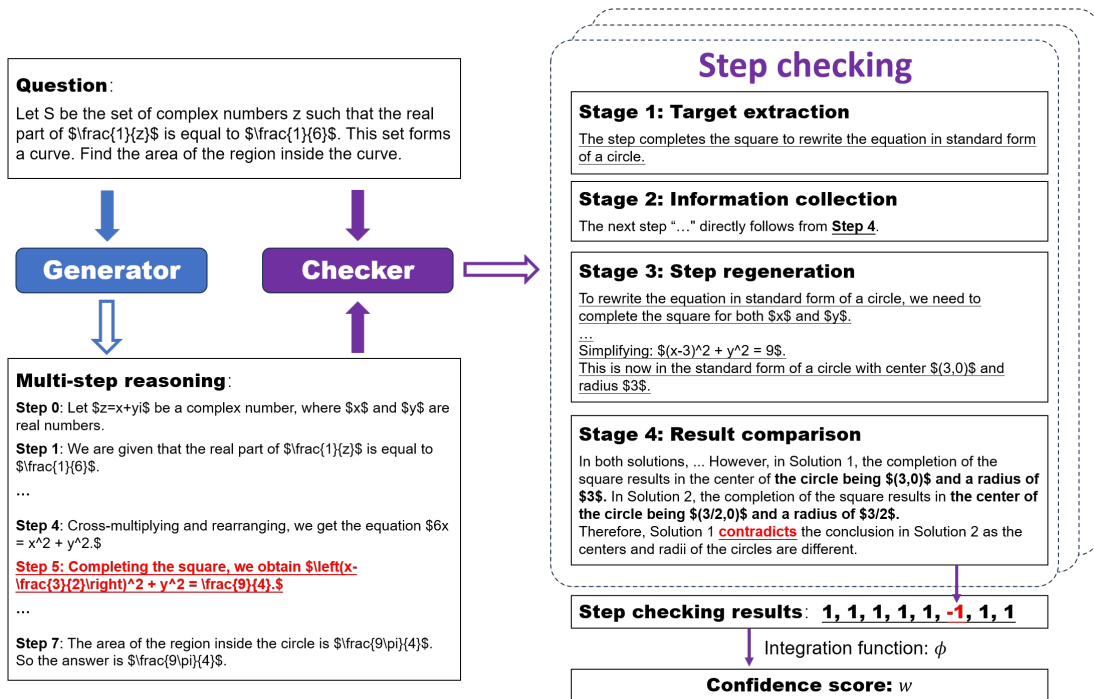 Question:
Let S be the set of complex numbers z such that the real
part of $\frac{1}{z}$ is equal to $\frac{1}{6}$. This set forms
a curve. Find the area of the region inside the curve.
Generator
Checker
Multi-step reasoning:
Step 0: Let $z=x+yi$ be a complex number, where $x$ and $y$ are
real numbers.
Step 1: We are given that the real part of $\frac{1}{z}$ is equal to
$\frac{1}{6}$.
...
Step 4: Cross-multiplying and rearranging, we get the equation $6x
= x^2 + y^2.$
Step 5: Completing the square, we obtain $\left(x-
\frac{3}{2}\right)^2 + y^2 = \frac{9}{4}.$
...
Step 7: The area of the region inside the circle is $\frac{9\pi}{4}$.
So the answer is $\frac{9\pi}{4}$.
Step checking
Stage 1: Target extraction
The step completes the square to rewrite the equation in standard form
of a circle.
Stage 2: Information collection
The next step “…" directly follows from Step 4.
Stage 3: Step regeneration
To rewrite the equation in standard form of a circle, we need to
complete the square for both $x$ and $y$.
...
Simplifying: $(x-3)^2 + y^2 = 9$.
This is now in the standard form of a circle with center $(3,0)$ and
radius $3$.
Stage 4: Result comparison
In both solutions, ... However, in Solution 1, the completion of the
square results in the center of the circle being $(3,0)$ and a radius of
$3$. In Solution 2, the completion of the square results in the center of
the circle being $(3/2,0)$ and a radius of $3/2$.
Therefore, Solution 1 contradicts the conclusion in Solution 2 as the
centers and radii of the circles are different.
Step checking results: 1, 1, 1, 1, 1, -1, 1, 1
Integration function: ϕ
Confidence score: w